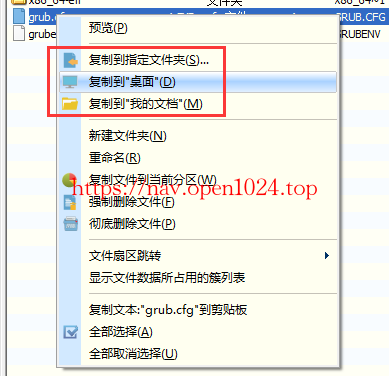 x86_64-efi 文件夹 X86_64~1
grub.cfg GRUB.CFG
grubenv GRUBENV
预览(P)
复制到指定文件夹(S)...
复制到"桌面"(D)
复制到"我的文档"(M)
新建文件夹(N)
重命名(R)
复制文件到当前分区(W)
https://nav.open1024.top
强制删除文件(F)
彻底删除文件(P)
文件扇区跳转
显示文件数据所占用的簇列表
复制文本:"grub.cfg"到剪贴板
全部选择(A)
全部取消选择(U)